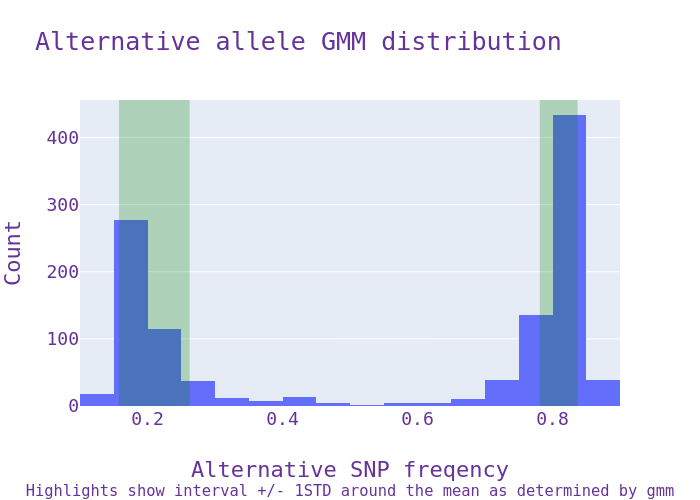 Alternative allele GMM distribution
400
300
200
100
0
Count
0.2
0.4
0.6
0.8
Alternative SNP freqency
Highlights show interval +/- 1STD around the mean as determined by gmm